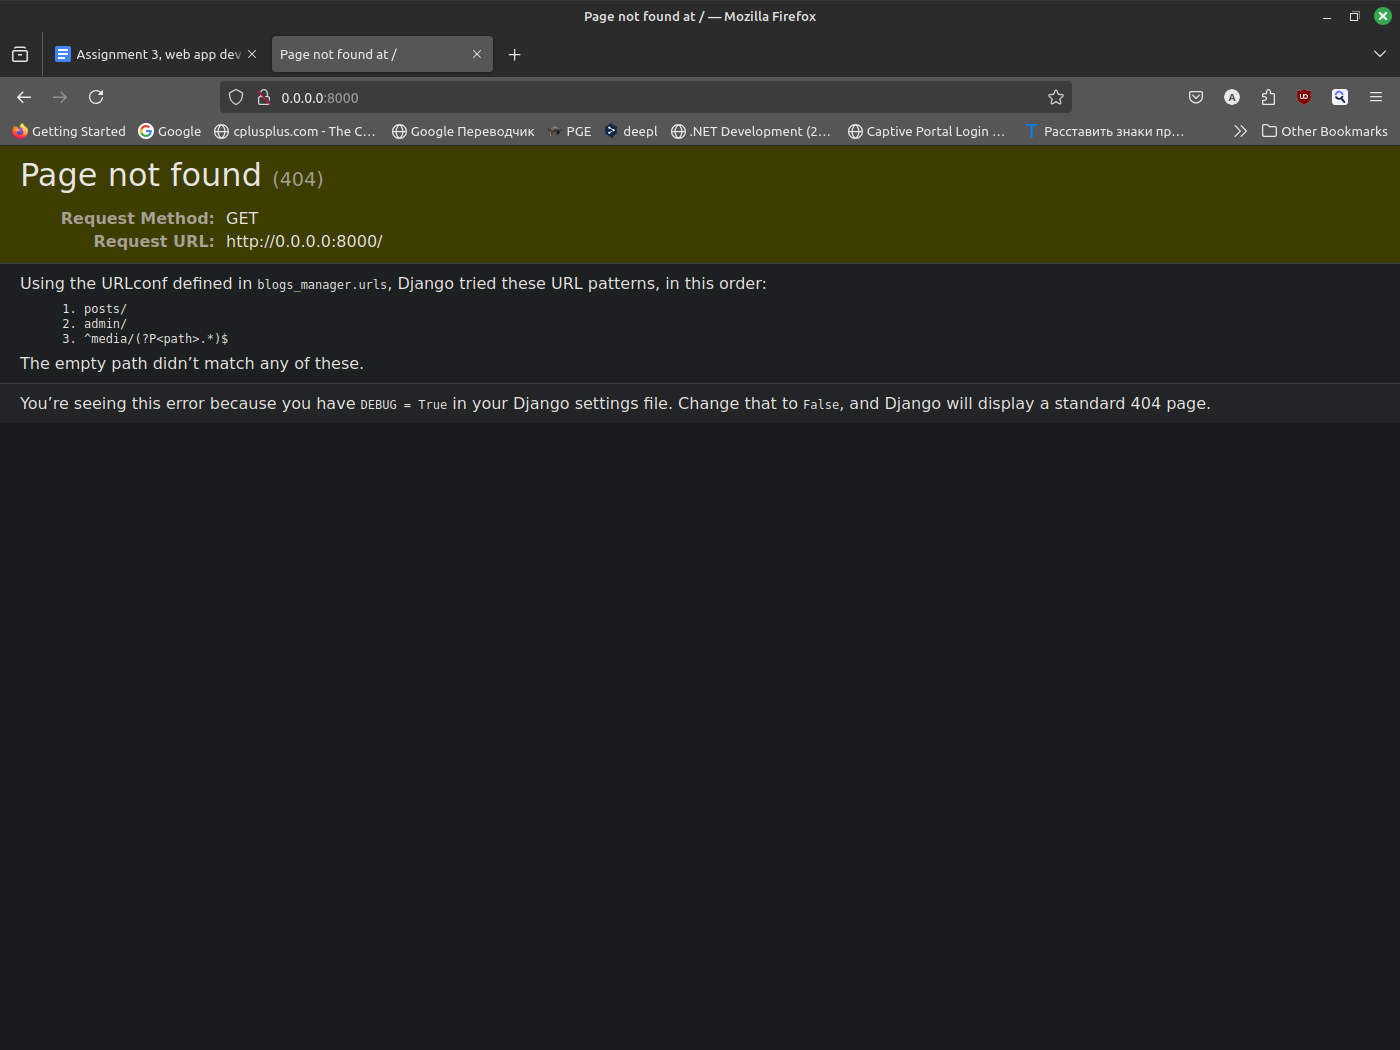 Page not found at / — Mozilla Firefox
Assignment 3, web app dev
Page not found at /
0.0.0.0:8000
Getting Started Google cplusplus.com - The C... Google Переводчик PGE deepl .NET Development (2... Captive Portal Login ... Расставить знаки пр... Other Bookmarks
Page not found (404)
Request Method: GET
Request URL: http://0.0.0.0:8000/
Using the URLconf defined in blogs_manager.urls, Django tried these URL patterns, in this order:
1. posts/
2. admin/
3. ^media/(?P<path>.*)$
The empty path didn’t match any of these.
You’re seeing this error because you have DEBUG = True in your Django settings file. Change that to False, and Django will display a standard 404 page.